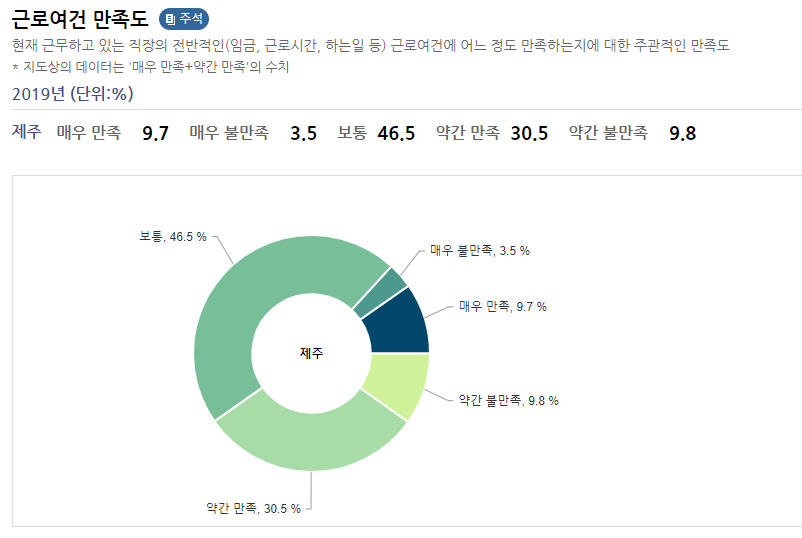 근로여건 만족도 주석
현재 근무하고 있는 직장의 전반적인(임금, 근로시간, 하는일 등) 근로여건에 어느 정도 만족하는지에 대한 주관적인 만족도
* 지도상의 데이터는 '매우 만족+약간 만족'의 수치
2019년 (단위:%)
제주 매우 만족 9.7 매우 불만족 3.5 보통 46.5 약간 만족 30.5 약간 불만족 9.8
보통, 46.5 %
매우 불만족, 3.5 %
매우 만족, 9.7 %
제주
약간 불만족, 9.8 %
약간 만족, 30.5 %